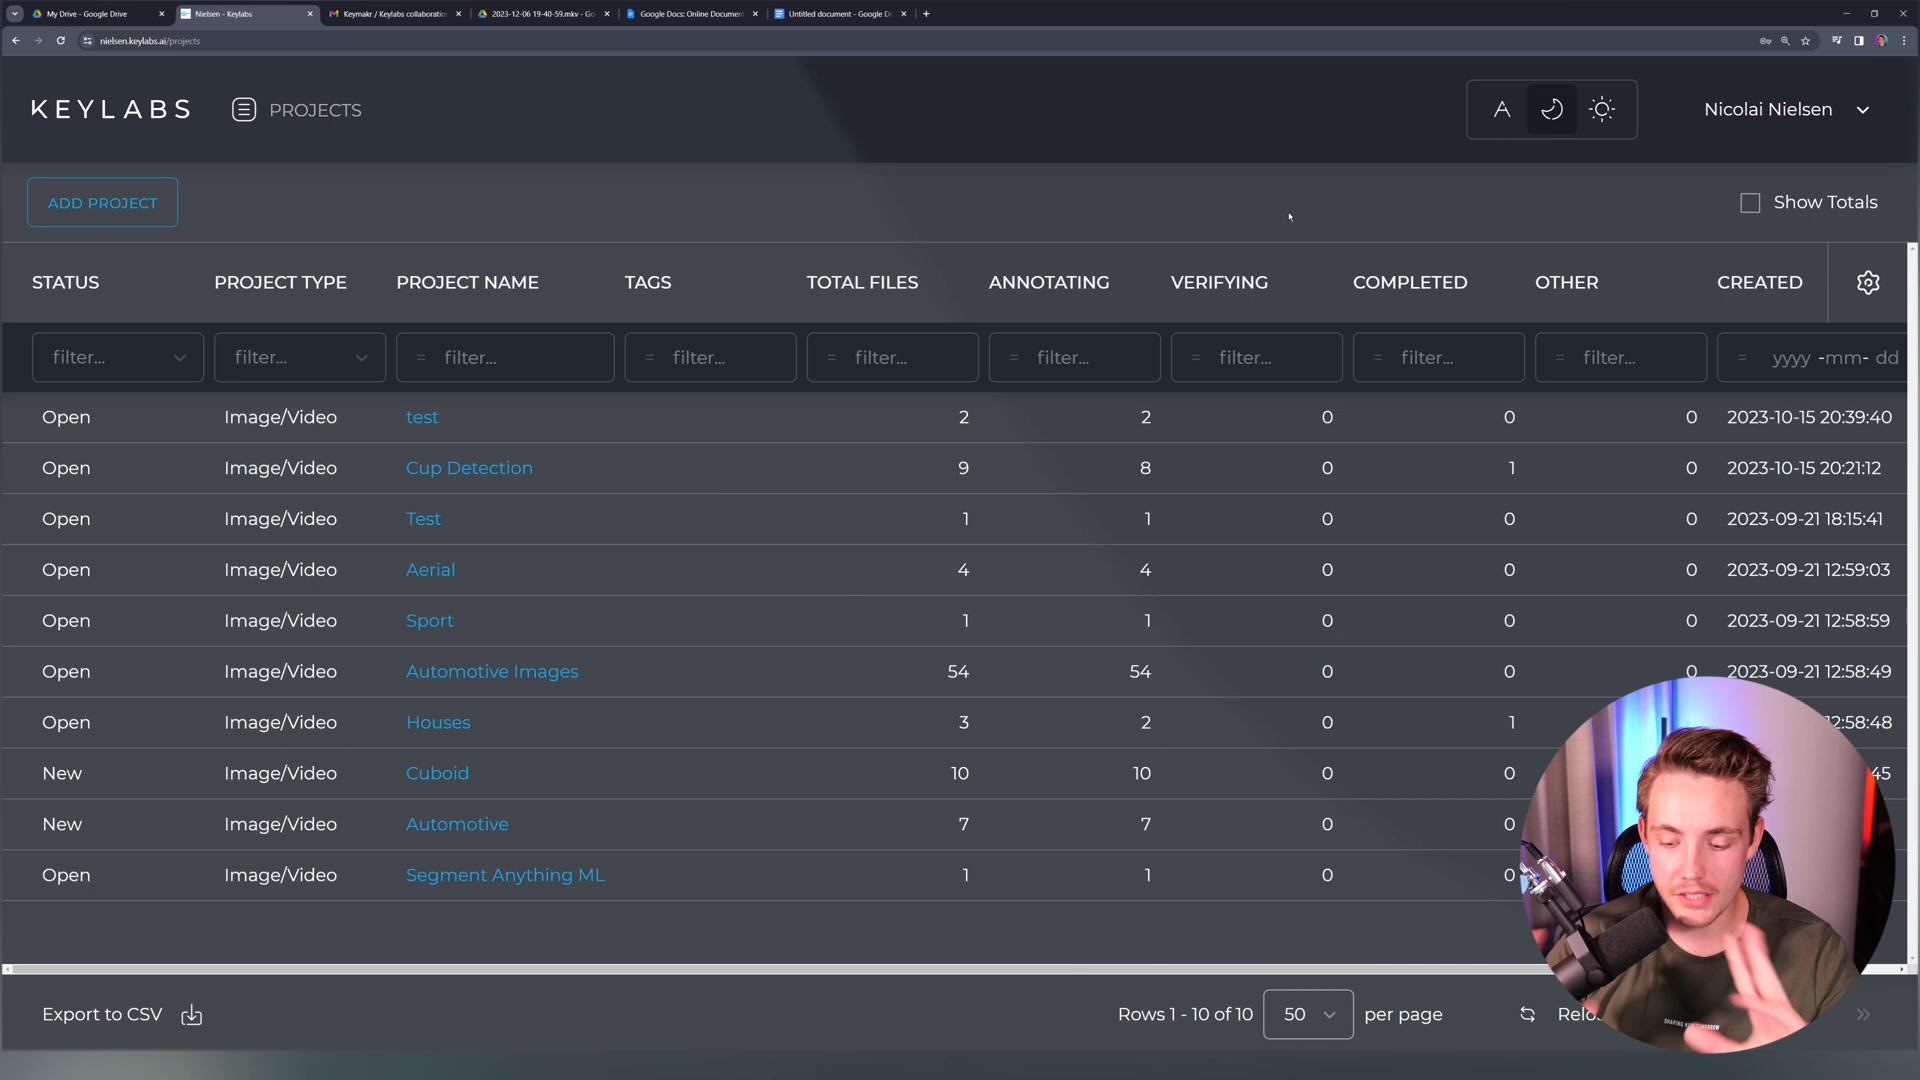 My Drive - Google Drive
Nielsen - Keylabs
Keymakr / Keylabs collaboratio
2023-12-06 19-40-59.mkv - Go
Google Docs: Online Document
Untitled document - Google Do
nielsen.keylabs.ai/projects
KEYLABS PROJECTS Nicolai Nielsen
ADD PROJECT Show Totals
STATUS PROJECT TYPE PROJECT NAME TAGS TOTAL FILES ANNOTATING VERIFYING COMPLETED OTHER CREATED
filter... filter... = filter... = filter... = filter... = filter... = filter... = filter... = filter... = yyyy -mm- dd
Open Image/Video test 2 2 0 0 0 2023-10-15 20:39:40
Open Image/Video Cup Detection 9 8 0 1 0 2023-10-15 20:21:12
Open Image/Video Test 1 1 0 0 0 2023-09-21 18:15:41
Open Image/Video Aerial 4 4 0 0 0 2023-09-21 12:59:03
Open Image/Video Sport 1 1 0 0 0 2023-09-21 12:58:59
Open Image/Video Automotive Images 54 54 0 0 0 2023-09-21 12:58:49
Open Image/Video Houses 3 2 0 1 12:58:48
New Image/Video Cuboid 10 10 0 0 45
New Image/Video Automotive 7 7 0 0
Open Image/Video Segment Anything ML 1 1 0 0
Export to CSV Rows 1 - 10 of 10 50 per page Relo